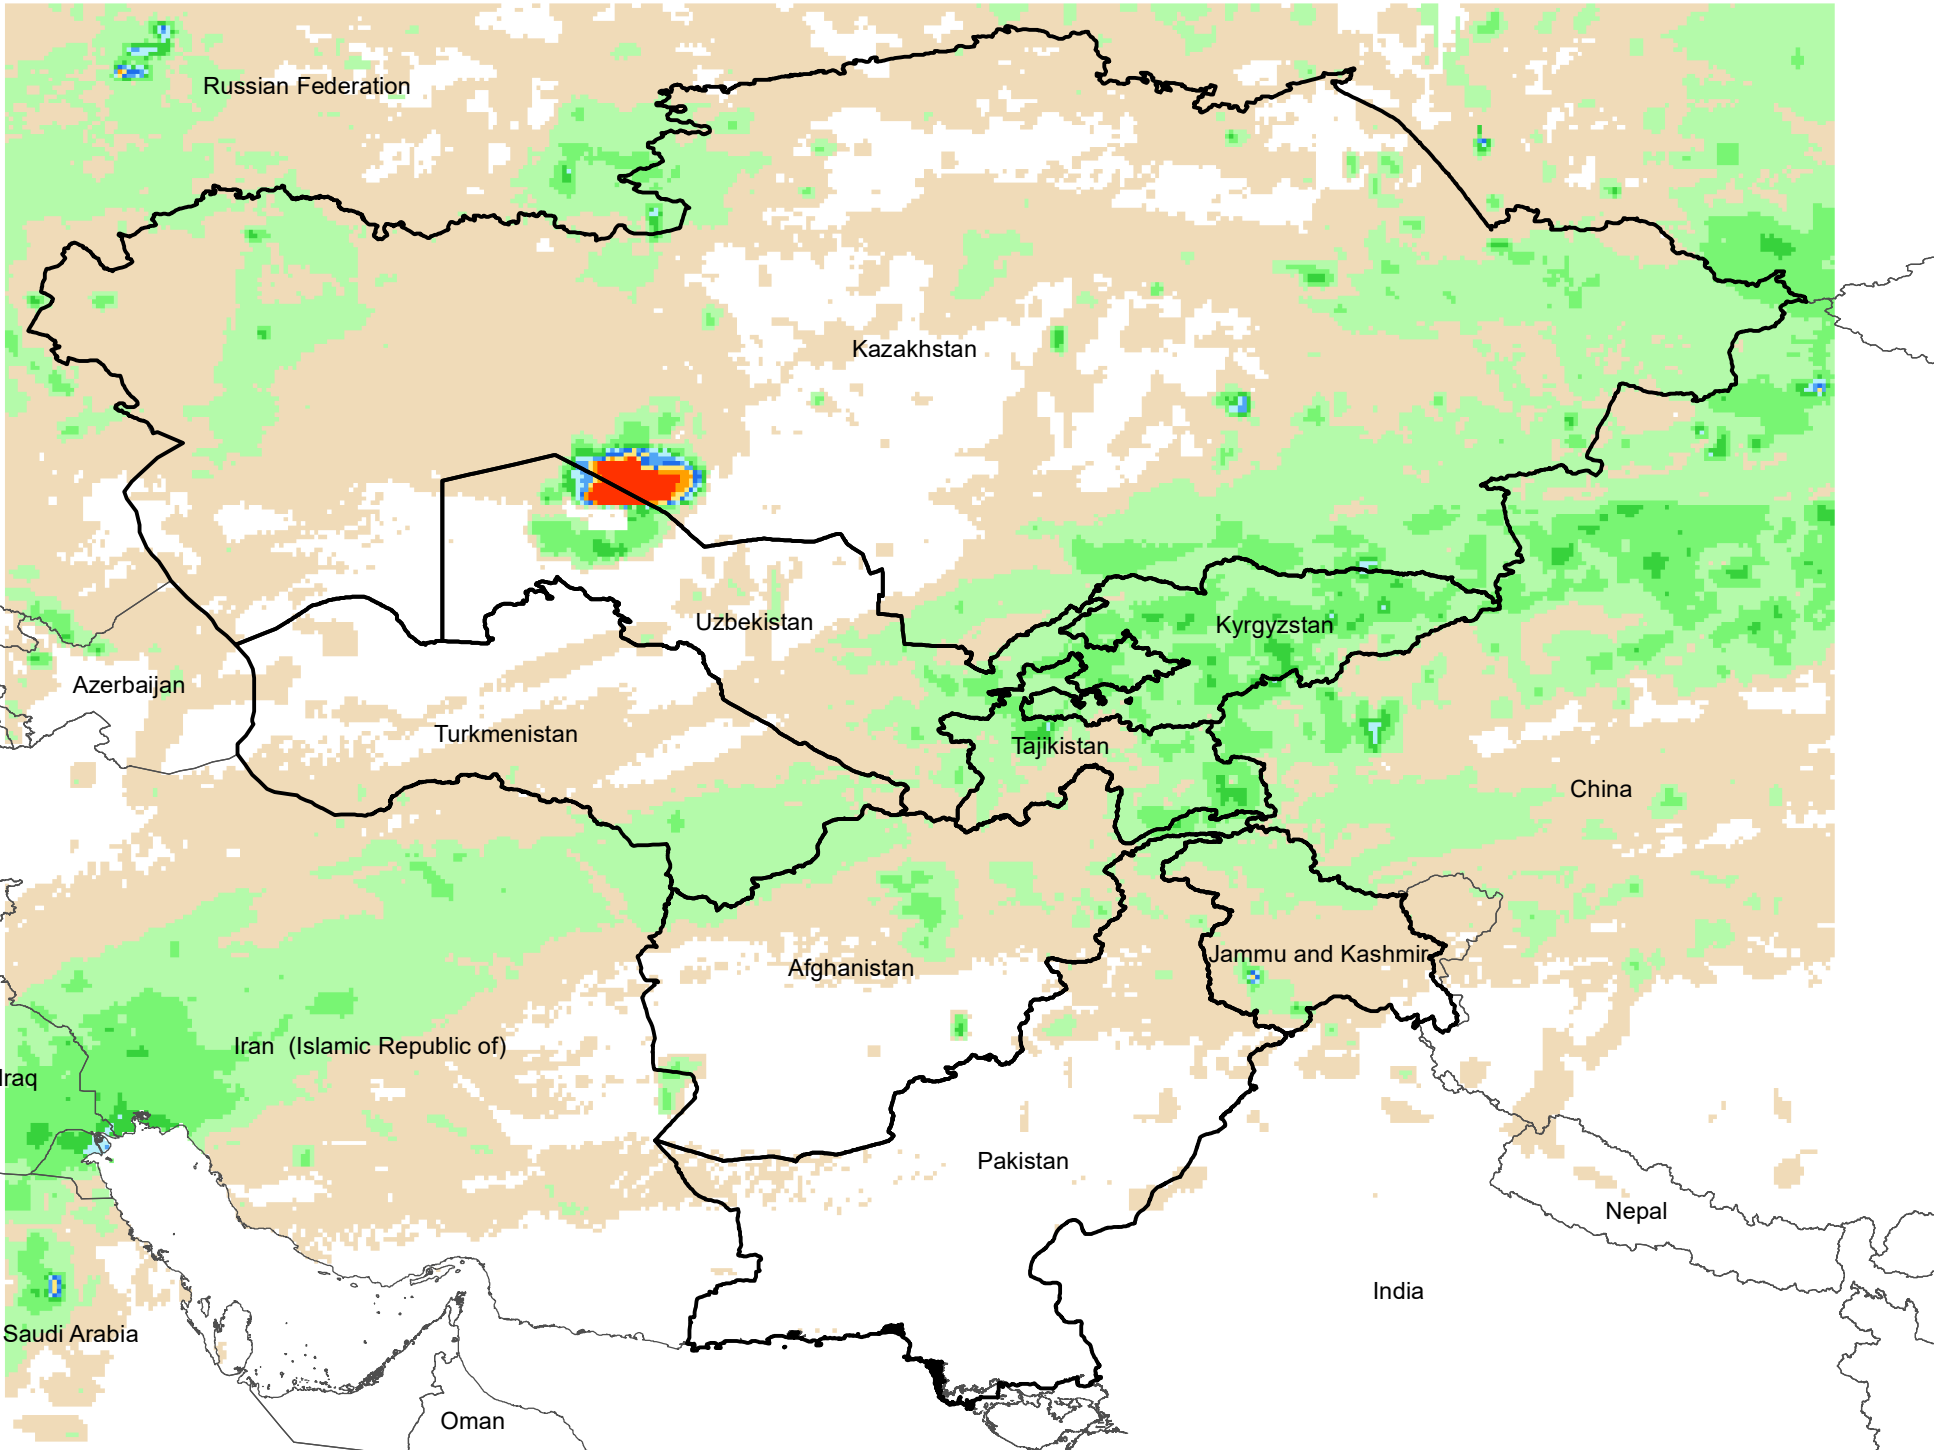 Russian Federation
Kazakhstan
Uzbekistan
Kyrgyzstan
Azerbaijan
Turkmenistan
Tajikistan
China
Jammu and Kashmir
Afghanistan
Iran (Islamic Republic of)
Iraq
Pakistan
Nepal
India
Saudi Arabia
Oman